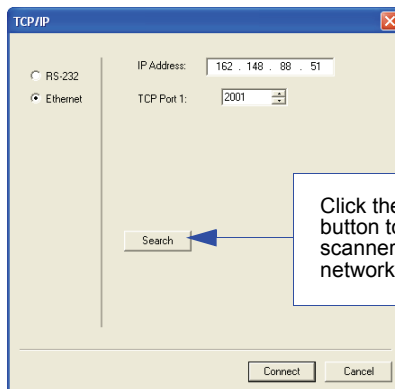 TCP/IP
RS-232
Ethernet
IP Address: 162 . 148 . 88 . 51
TCP Port 1: 2001
Search
Click the
button to
scanner
network
Connect Cancel